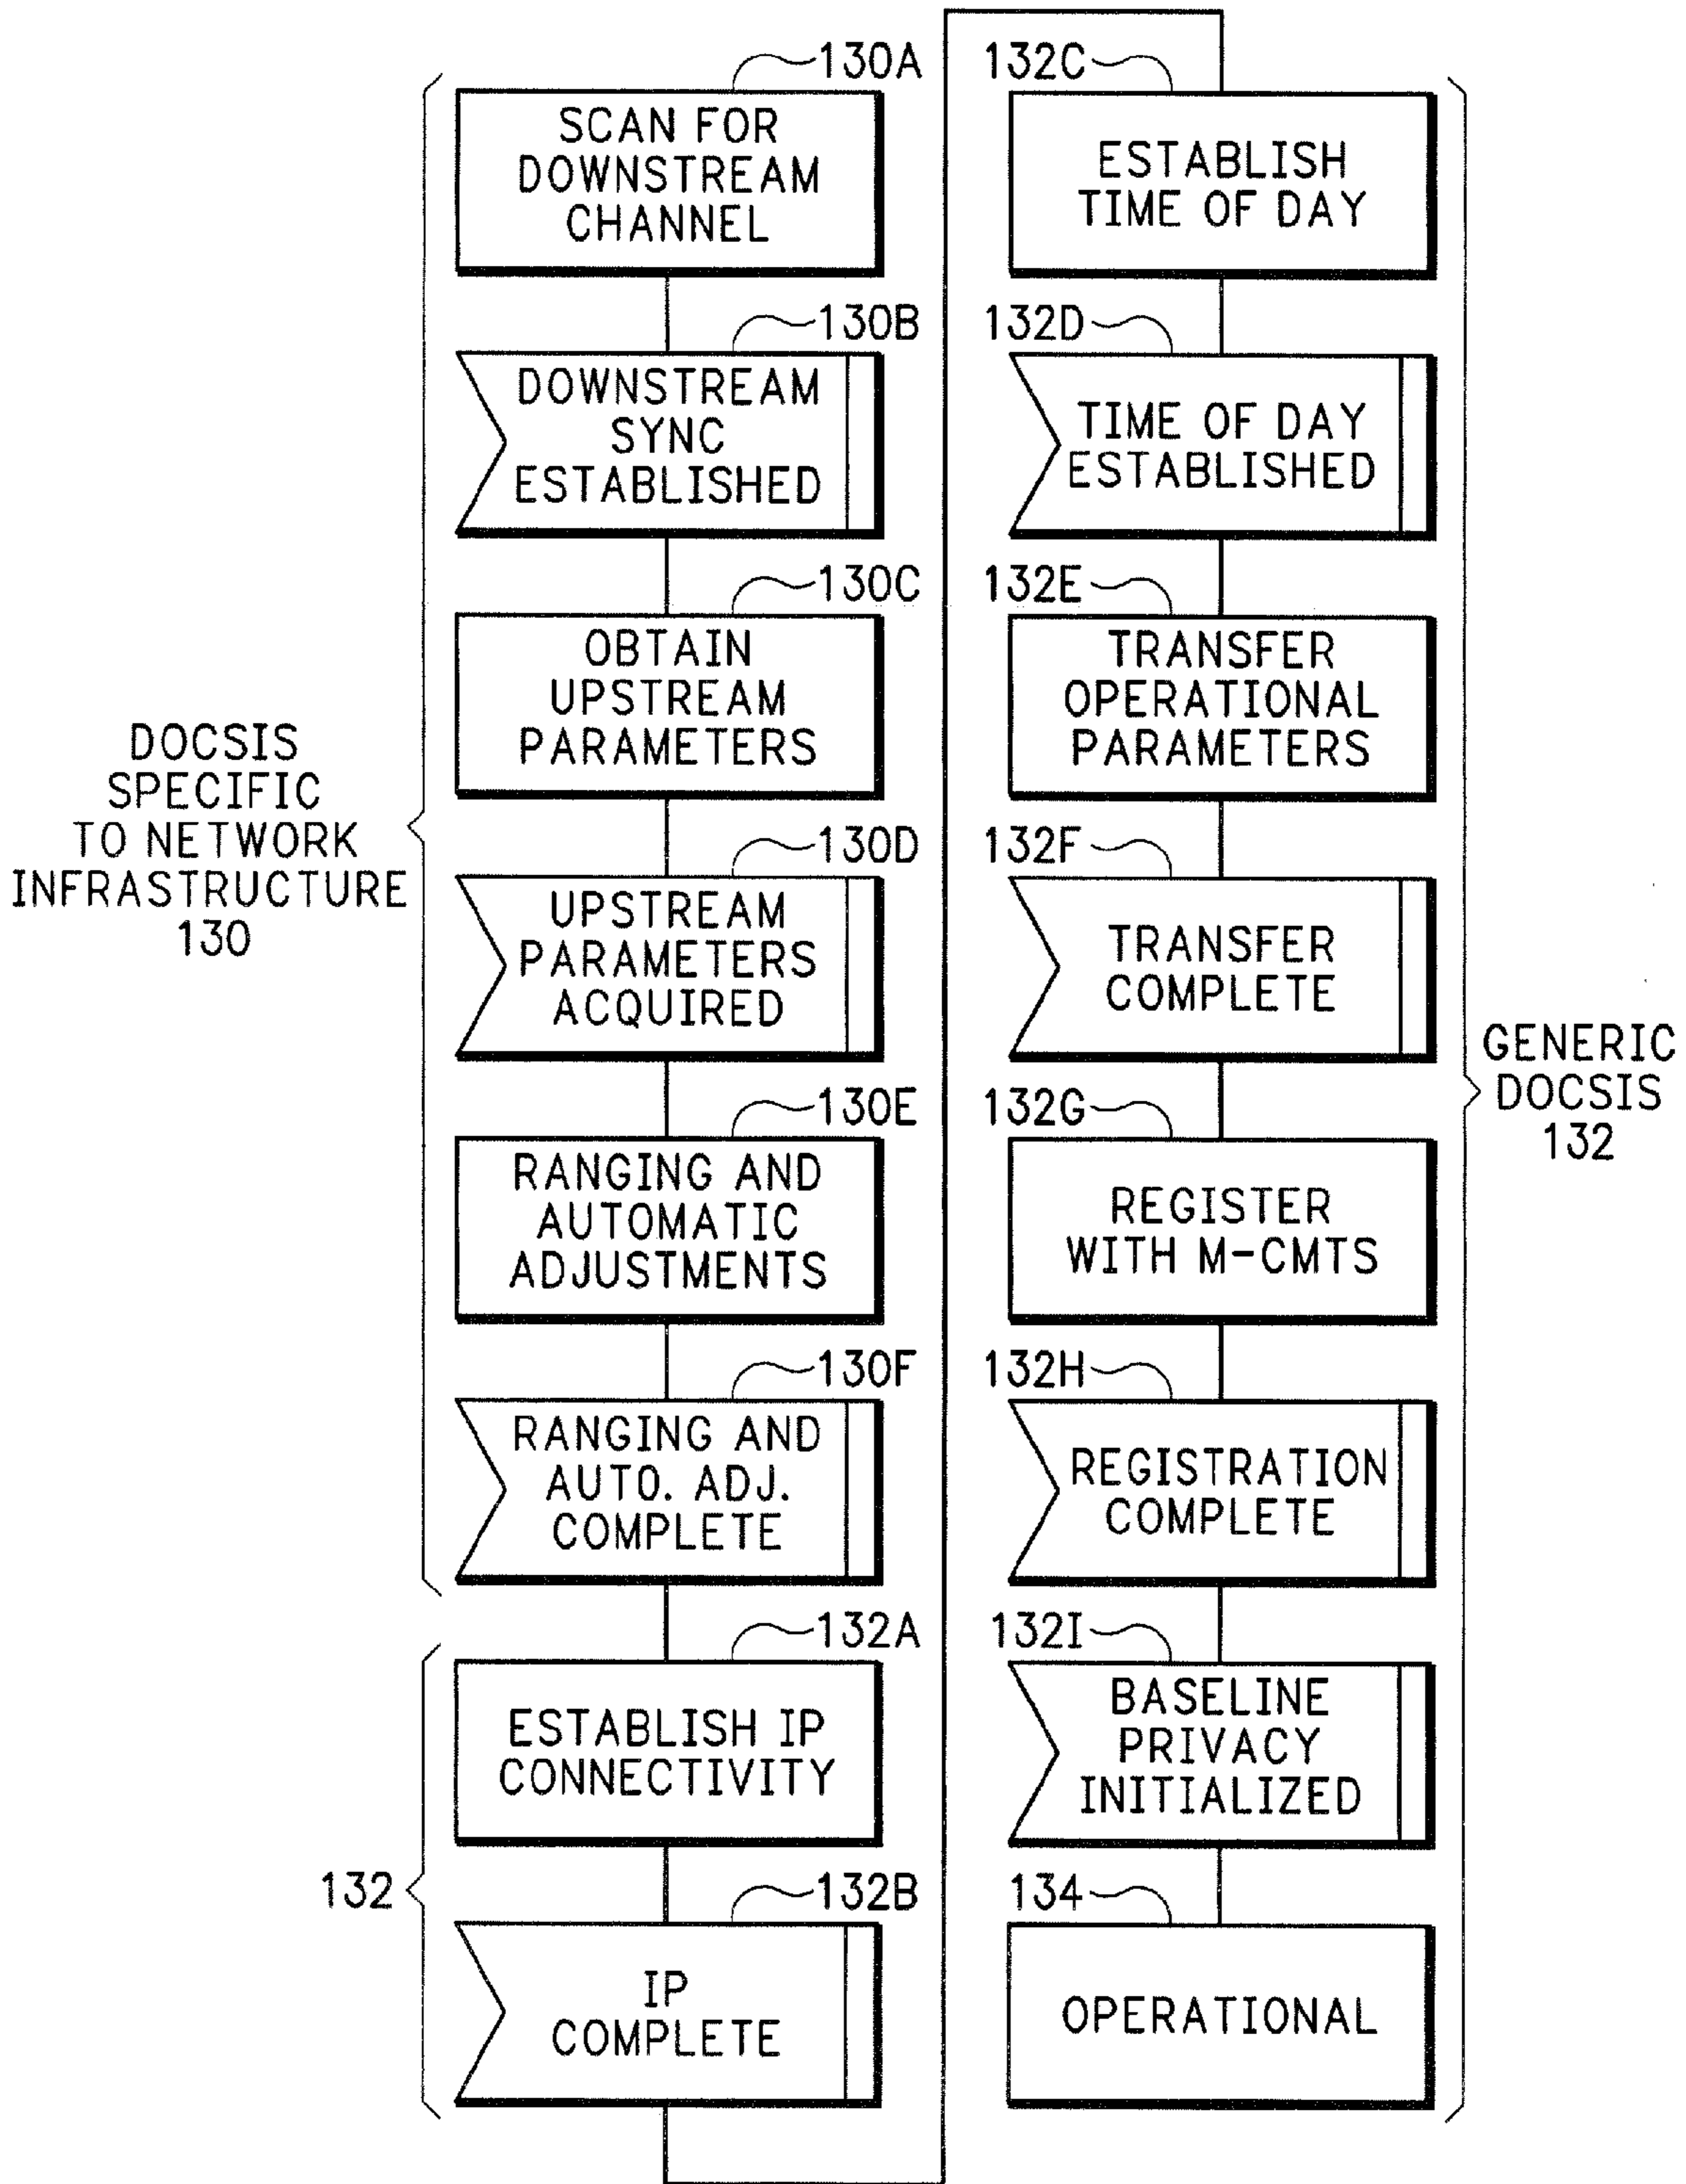 130A
SCAN FOR
DOWNSTREAM
CHANNEL
130B
DOWNSTREAM
SYNC
ESTABLISHED
130C
OBTAIN
UPSTREAM
PARAMETERS
DOCSIS
SPECIFIC
TO NETWORK
INFRASTRUCTURE
130
130D
UPSTREAM
PARAMETERS
ACQUIRED
130E
RANGING AND
AUTOMATIC
ADJUSTMENTS
130F
RANGING AND
AUTO. ADJ.
COMPLETE
132A
ESTABLISH IP
CONNECTIVITY
132
132B
IP
COMPLETE
132C
ESTABLISH
TIME OF DAY
132D
TIME OF DAY
ESTABLISHED
132E
TRANSFER
OPERATIONAL
PARAMETERS
132F
TRANSFER
COMPLETE
GENERIC
DOCSIS
132
132G
REGISTER
WITH M-CMTS
132H
REGISTRATION
COMPLETE
132I
BASELINE
PRIVACY
INITIALIZED
134
OPERATIONAL